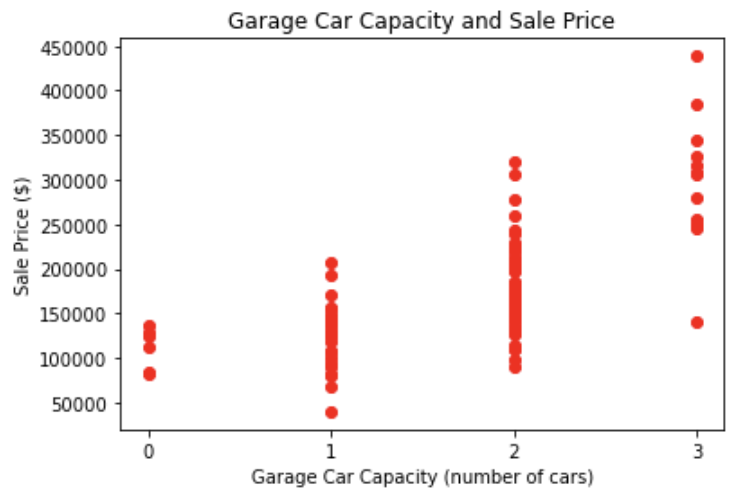 Garage Car Capacity and Sale Price
450000
400000
350000
300000
250000
200000
150000
100000
50000
Sale Price ($)
0 1 2 3
Garage Car Capacity (number of cars)